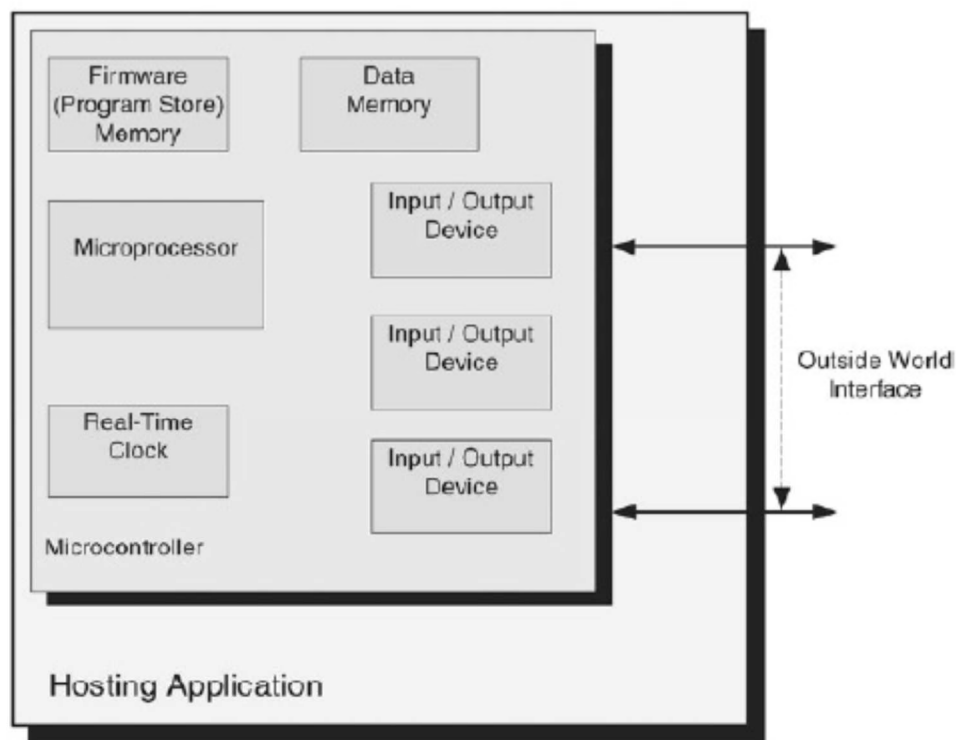 Firmware
(Program Store)
Memory
Data
Memory
Input / Output
Device
Microprocessor
Input / Output
Device
Outside World
Interface
Real-Time
Clock
Input / Output
Device
Microcontroller
Hosting Application